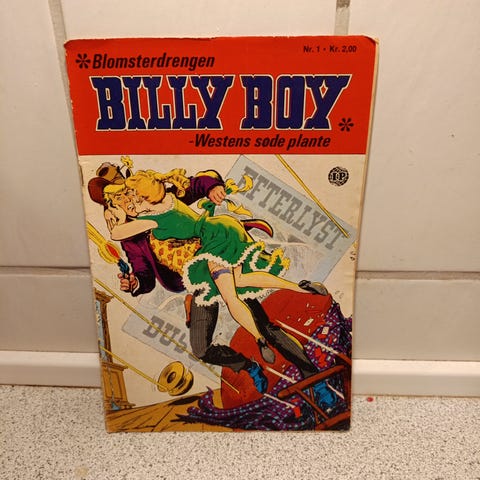 Nr. 1 • Kr. 2,00
*Blomsterdrengen
BILLY BOY*
-Westens søde plante
EFTERLYST